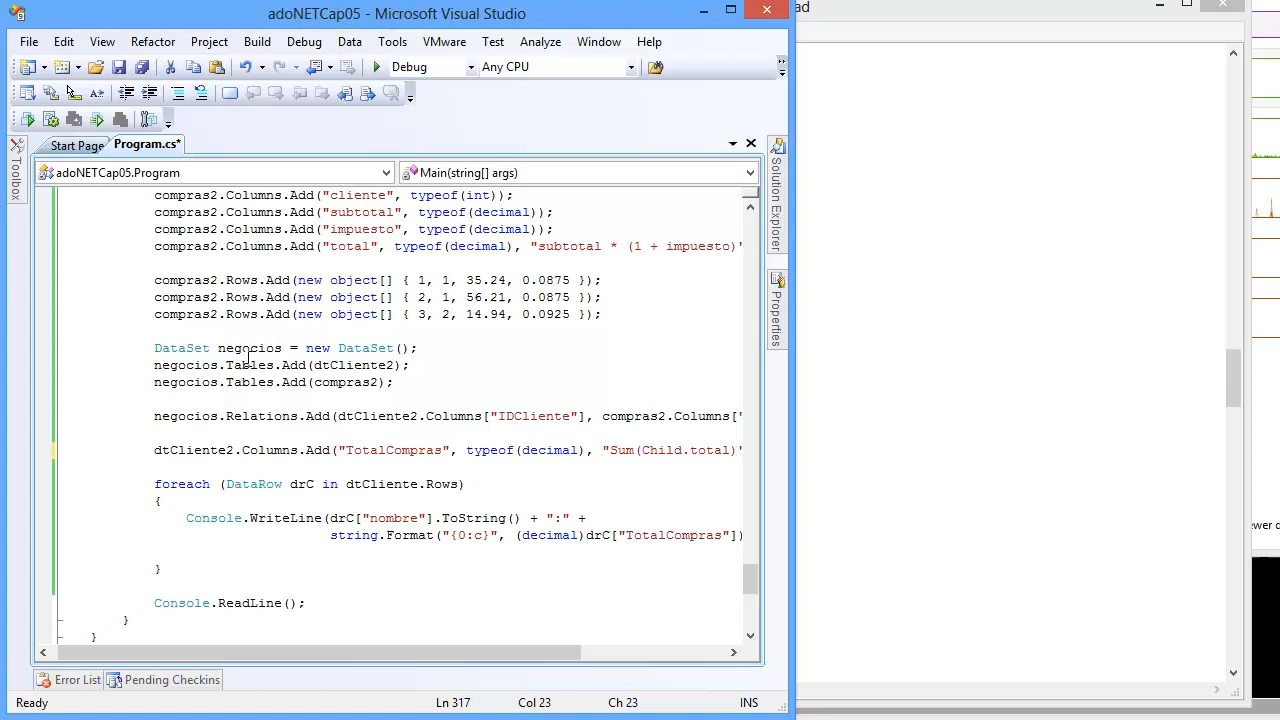 adoNETCap05 - Microsoft Visual Studio
ad
File Edit View Refactor Project Build Debug Data Tools VMware Test Analyze Window Help
Debug Any CPU
Start Page Program.cs*
Toolbox
adoNETCap05.Program Main(string[] args)
Solution Explorer
Properties
compras2.Columns.Add("cliente", typeof(int));
compras2.Columns.Add("subtotal", typeof(decimal));
compras2.Columns.Add("impuesto", typeof(decimal));
compras2.Columns.Add("total", typeof(decimal), "subtotal * (1 + impuesto)"
compras2.Rows.Add(new object[] { 1, 1, 35.24, 0.0875 });
compras2.Rows.Add(new object[] { 2, 1, 56.21, 0.0875 });
compras2.Rows.Add(new object[] { 3, 2, 14.94, 0.0925 });
DataSet negocios = new DataSet();
negocios.Tables.Add(dtCliente2);
negocios.Tables.Add(compras2);
negocios.Relations.Add(dtCliente2.Columns["IDCliente"], compras2.Columns["
dtCliente2.Columns.Add("TotalCompras", typeof(decimal), "Sum(Child.total)"
foreach (DataRow drC in dtCliente.Rows)
{
Console.WriteLine(drC["nombre"].ToString() + ":" +
string.Format("{0:c}", (decimal)drC["TotalCompras"])
}
Console.ReadLine();
}
}
ewer d
Error List Pending Checkins
Ready Ln 317 Col 23 Ch 23 INS